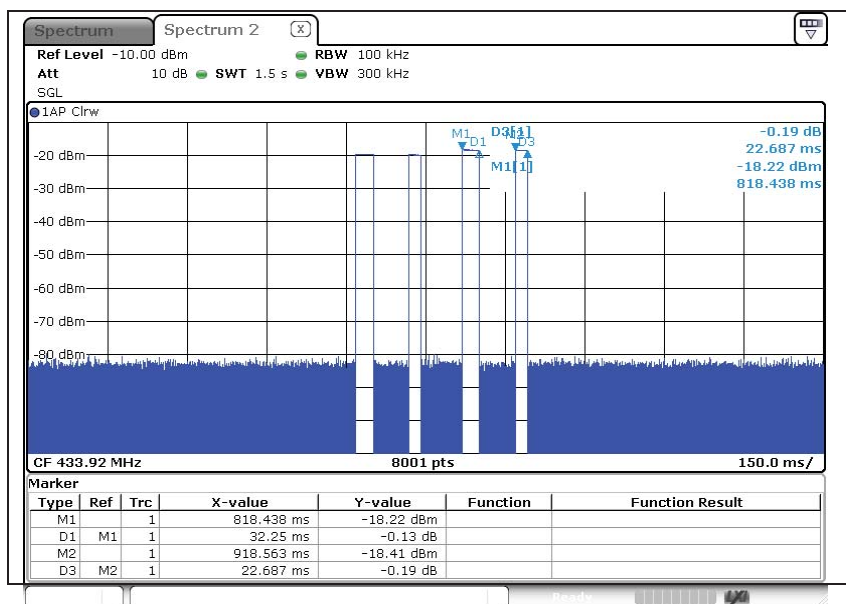 Spectrum Spectrum 2 X
Ref Level -10.00 dBm RBW 100 kHz
Att 10 dB SWT 1.5 s VBW 300 kHz
SGL
1AP Clrw
M1 D1 D3[1] D3 -0.19 dB
22.687 ms
M1[1] -18.22 dBm
818.438 ms
-20 dBm
-30 dBm
-40 dBm
-50 dBm
-60 dBm
-70 dBm
-80 dBm
CF 433.92 MHz 8001 pts 150.0 ms/
Marker
Type Ref Trc X-value Y-value Function Function Result
M1 1 818.438 ms -18.22 dBm
D1 M1 1 32.25 ms -0.13 dB
M2 1 918.563 ms -18.41 dBm
D3 M2 1 22.687 ms -0.19 dB
Ready